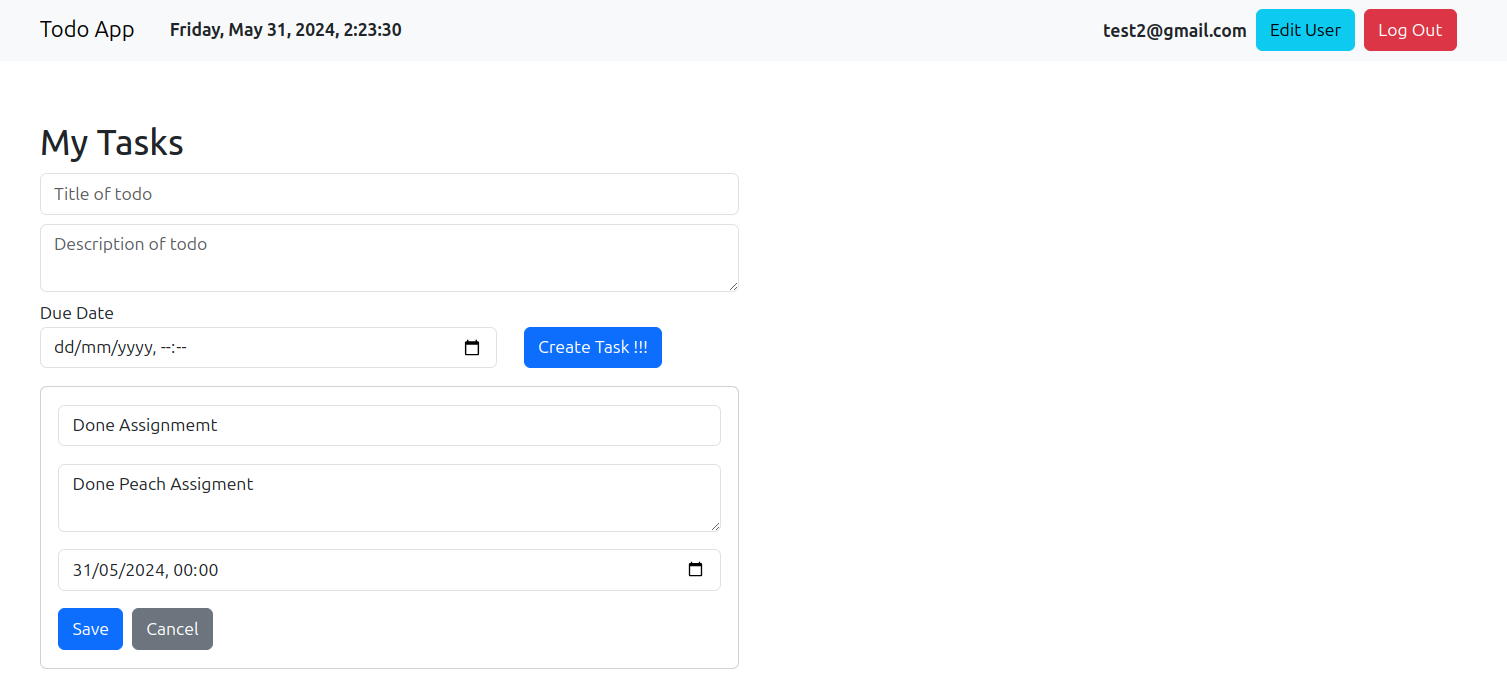 Todo App Friday, May 31, 2024, 2:23:30 test2@gmail.com Edit User Log Out
My Tasks
Title of todo
Description of todo
Due Date
dd/mm/yyyy, --:-- Create Task !!!
Done Assignmemt
Done Peach Assigment
31/05/2024, 00:00
Save Cancel